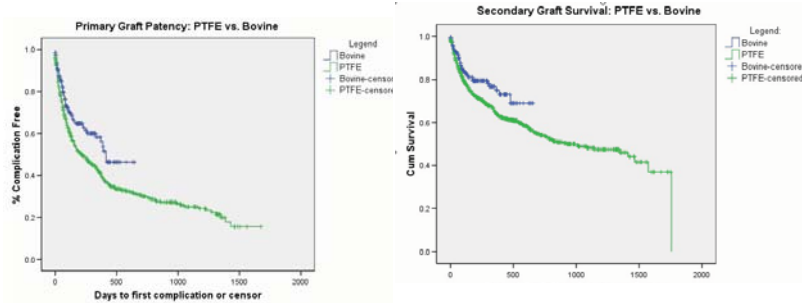 Primary Graft Patency: PTFE vs. Bovine
Legend
Bovine
PTFE
Bovine-censor
PTFE-censorec
1.0
0.8
0.6
0.4
0.2
0.0
% Complication Free
0 500 1000 1500 2000
Days to first complication or censor
Secondary Graft Survival: PTFE vs. Bovine
Legend:
Bovine
PTFE
Bovine-censored
PTFE-censored
1.0
0.8
0.6
0.4
0.2
0.0
Cum Survival
0 500 1000 1500 2000